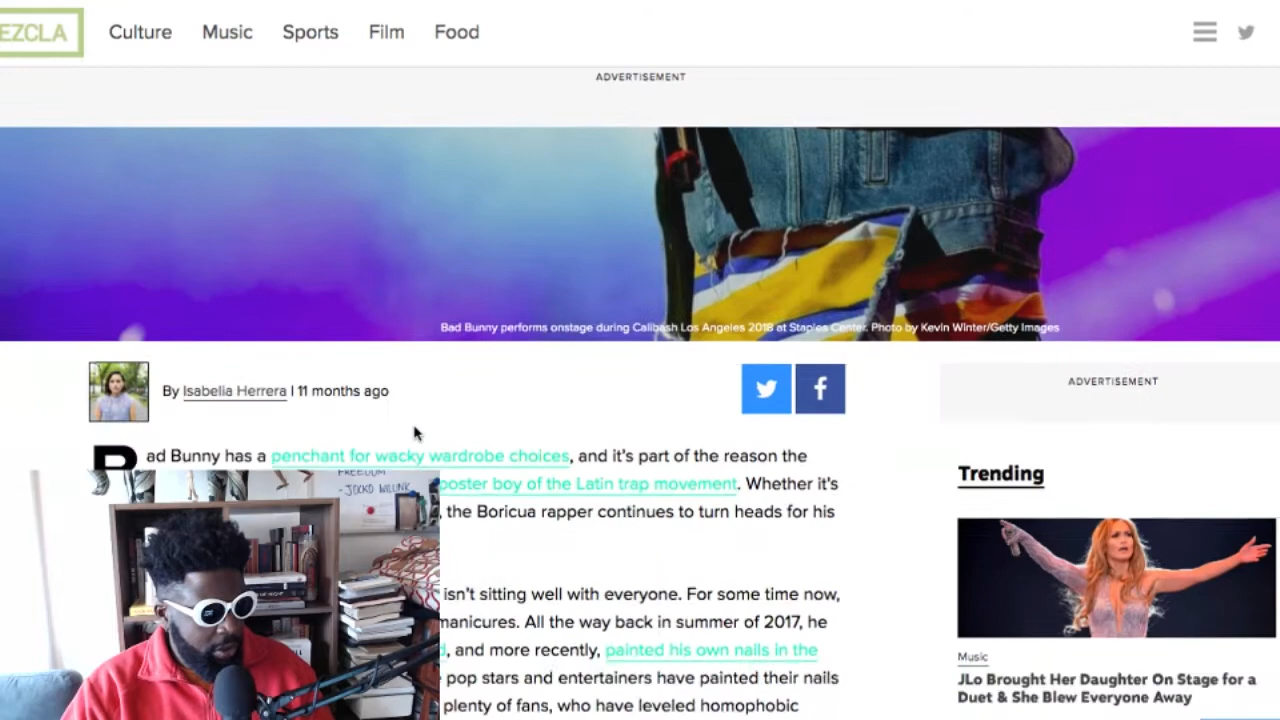 EZCLA
Culture Music Sports Film Food
ADVERTISEMENT
Bad Bunny performs onstage during Calibash Los Angeles 2018 at Staples Center. Photo by Kevin Winter/Getty Images
By Isabelia Herrera | 11 months ago
f
ADVERTISEMENT
Bad Bunny has a penchant for wacky wardrobe choices, and it's part of the reason the
poster boy of the Latin trap movement. Whether it's
, the Boricua rapper continues to turn heads for his
isn't sitting well with everyone. For some time now,
manicures. All the way back in summer of 2017, he
d, and more recently, painted his own nails in the
pop stars and entertainers have painted their nails
plenty of fans, who have leveled homophobic
FREEDOM
- JOCKO WILLINK
Trending
Music
JLo Brought Her Daughter On Stage for a
Duet & She Blew Everyone Away